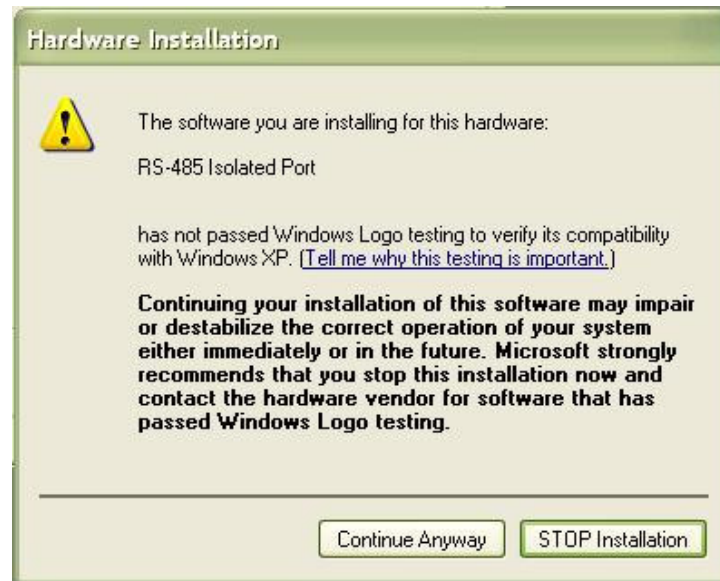 Hardware Installation
The software you are installing for this hardware:
RS-485 Isolated Port
has not passed Windows Logo testing to verify its compatibility
with Windows XP. (Tell me why this testing is important.)
Continuing your installation of this software may impair
or destabilize the correct operation of your system
either immediately or in the future. Microsoft strongly
recommends that you stop this installation now and
contact the hardware vendor for software that has
passed Windows Logo testing.
Continue Anyway STOP Installation